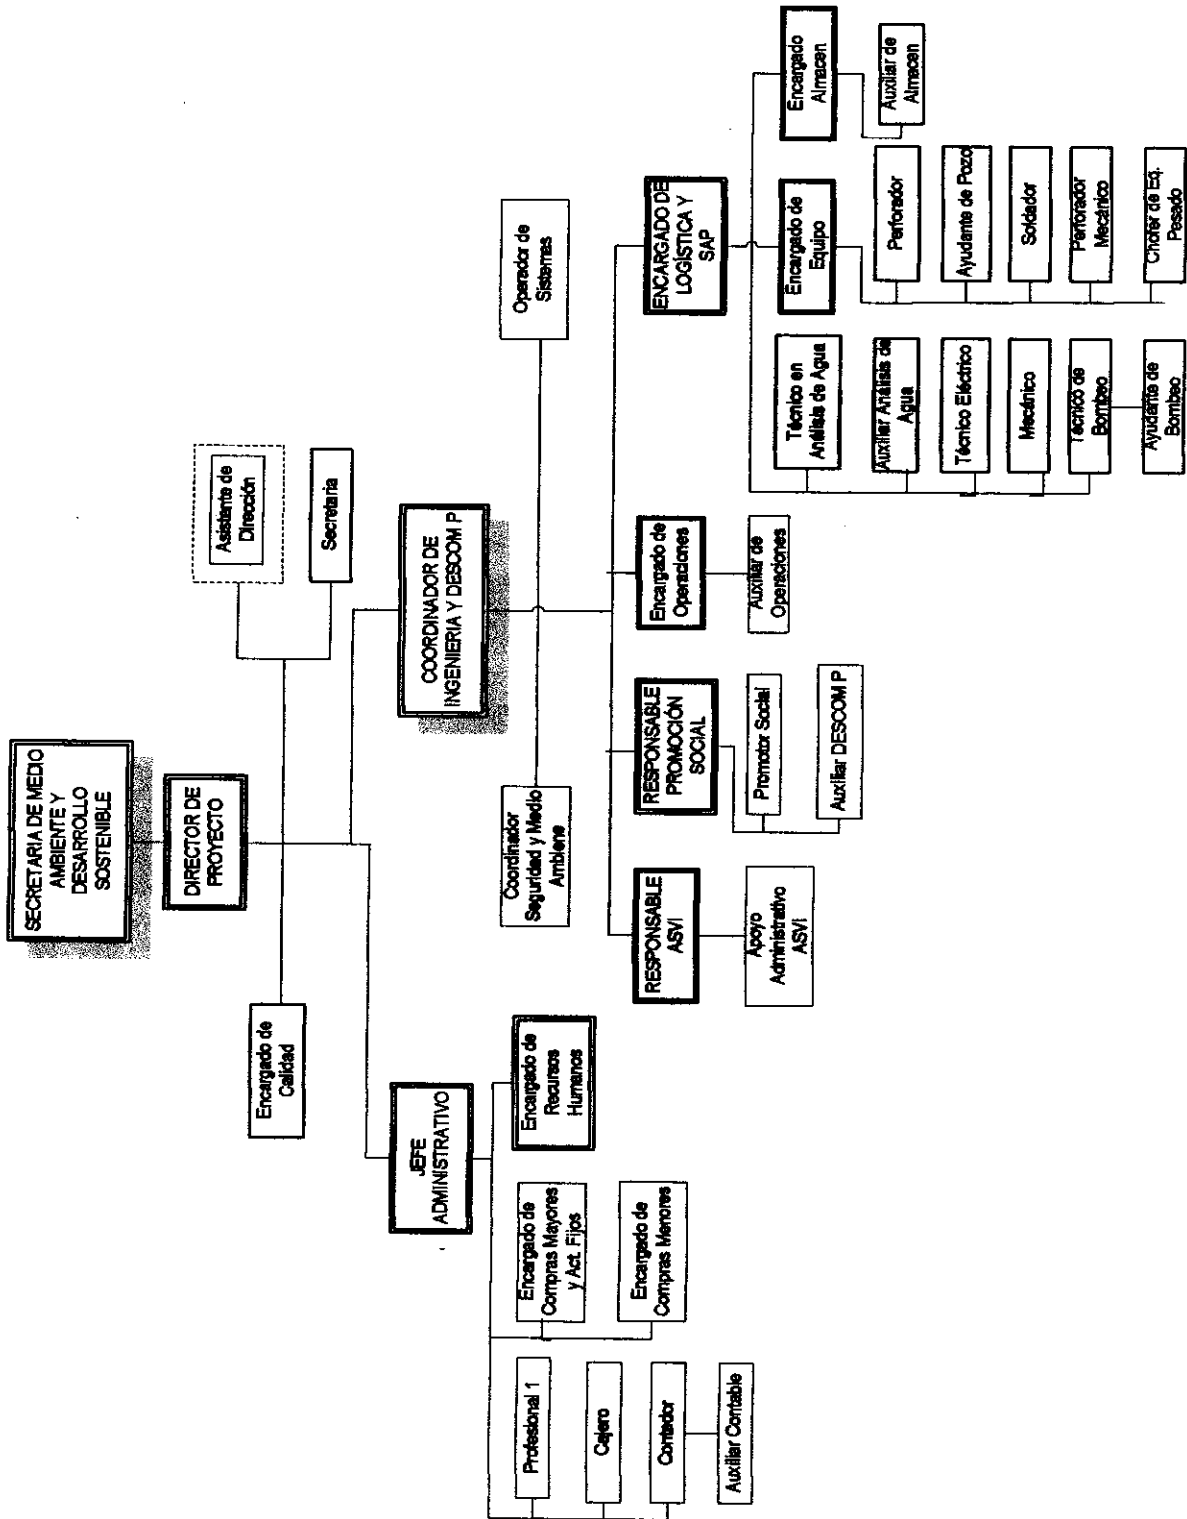 SECRETARIA DE MEDIO
AMBIENTE Y
DESARROLLO
SOSTENIBLE
DIRECTOR DE
PROYECTO
Encargado de
Calidad
Asistente de
Dirección
Secretaria
JEFE
ADMINISTRATIVO
COORDINADOR DE
INGENIERIA Y DESCOM P
Coordinador
Seguridad y Medio
Ambiene
Operador de
Sistemas
Profesional 1
Cajero
Contador
Auxiliar Contable
Encargado de
Compras Mayores
y Act. Fijos
Encargado de
Compras Menores
Encargado de
Recursos
Humanos
RESPONSABLE
ASVI
Apoyo
Administrativo
ASVI
RESPONSABLE
PROMOCIÓN
SOCIAL
Promotor Social
Auxiliar DESCOM P
Encargado de
Operaciones
Auxiliar de
Operaciones
ENCARGADO DE
LOGÍSTICA Y
SAP
Técnico en
Análisis de Agua
Auxiliar Análisis de
Agua
Técnico Eléctrico
Mecánico
Técnico de
Bombeo
Ayudante de
Bombeo
Encargado de
Equipo
Perforador
Ayudante de Pozo
Soldador
Perforador
Mecánico
Chofer de Eq.
Pesado
Encargado
Almacen
Auxiliar de
Almacen